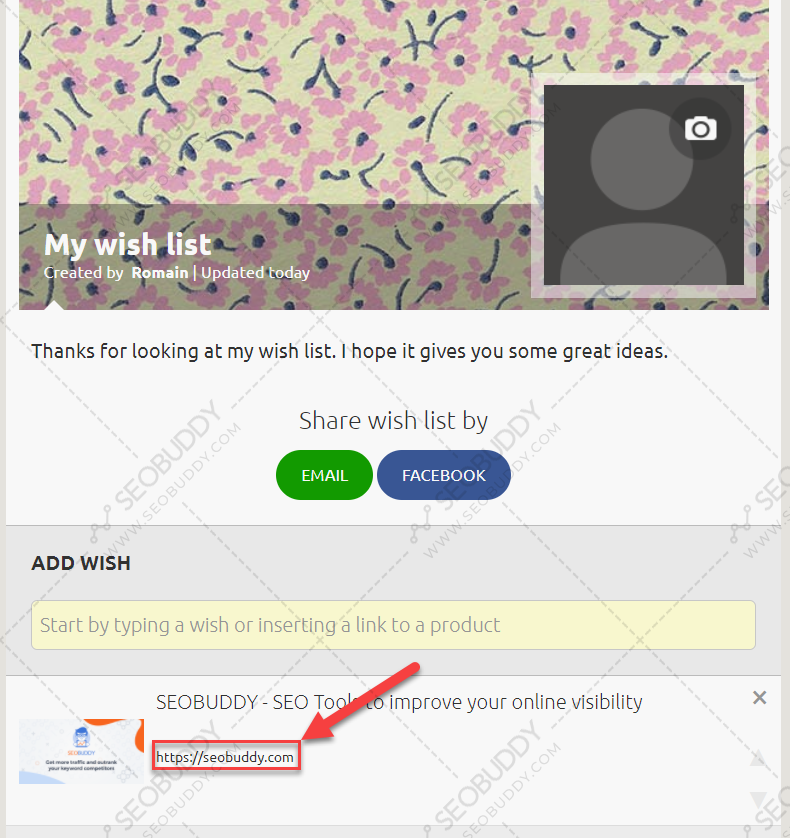 My wish list
Created by Romain | Updated today
Thanks for looking at my wish list. I hope it gives you some great ideas.
Share wish list by
EMAIL FACEBOOK
ADD WISH
Start by typing a wish or inserting a link to a product
SEOBUDDY - SEO Tools to improve your online visibility
SEOBUDDY
Get more traffic and outrank
your keyword competitors
https://seobuddy.com
SEOBUDDY
WWW.SEOBUDDY.COM